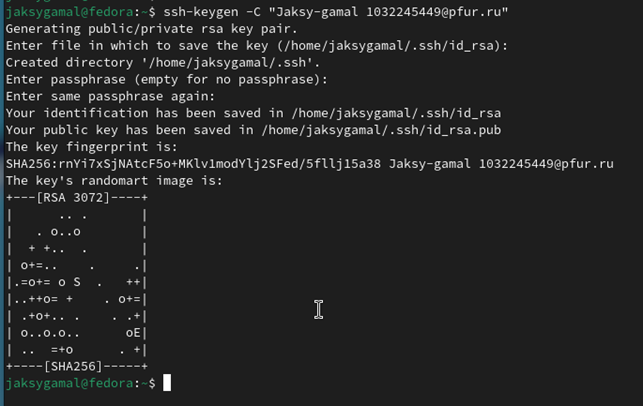 jaksygamal@fedora:~$ ssh-keygen -C "Jaksy-gamal 1032245449@pfur.ru"
Generating public/private rsa key pair.
Enter file in which to save the key (/home/jaksygamal/.ssh/id_rsa):
Created directory '/home/jaksygamal/.ssh'.
Enter passphrase (empty for no passphrase):
Enter same passphrase again:
Your identification has been saved in /home/jaksygamal/.ssh/id_rsa
Your public key has been saved in /home/jaksygamal/.ssh/id_rsa.pub
The key fingerprint is:
SHA256:rnYi7xSjNAtcF5o+MKlv1modYlj2SFed/5fllj15a38 Jaksy-gamal 1032245449@pfur.ru
The key's randomart image is:
+---[RSA 3072]----+
|      .. .       |
|   . o..o        |
|  + +..  .       |
| o+=..    .     .|
|.=o+= o S  .   ++|
|..++o= +    . o+=|
| .+o+.. .    . .+|
| o..o.o..      oE|
| ..  =+o      . +|
+----[SHA256]-----+
jaksygamal@fedora:~$